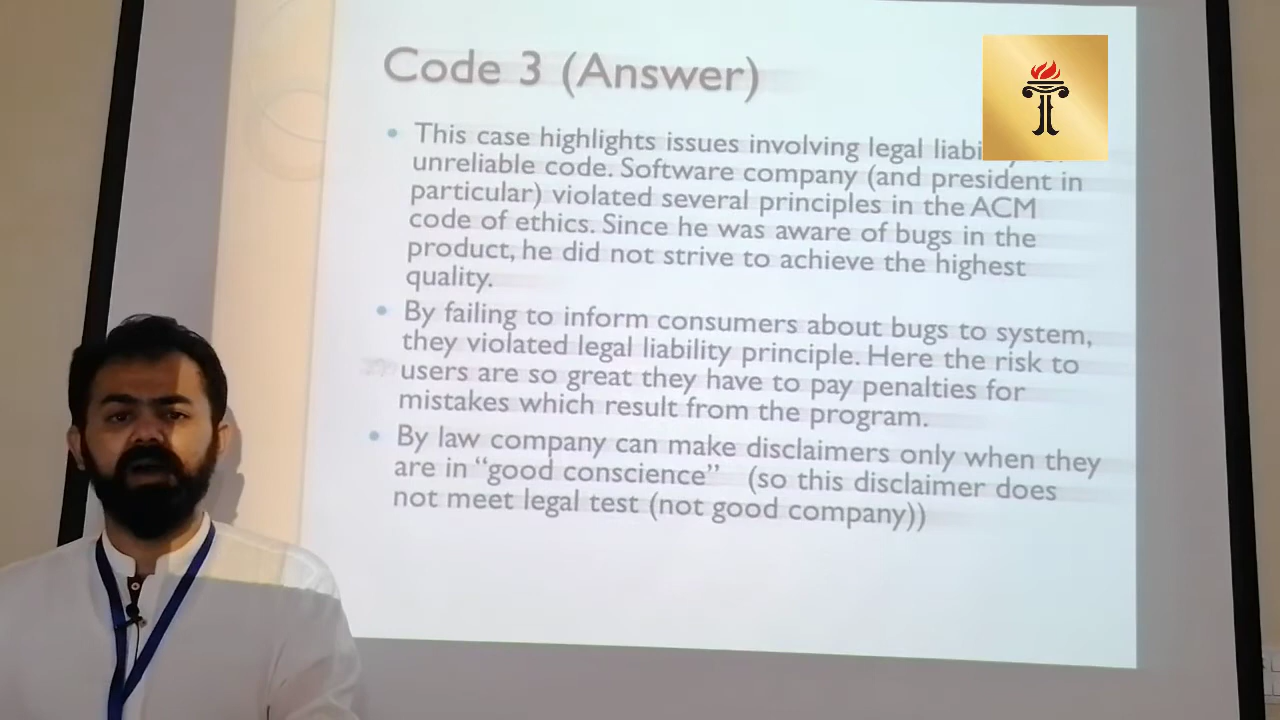 Code 3 (Answer)
This case highlights issues involving legal
unreliable code. Software company (and president in
particular) violated several principles in the ACM
code of ethics. Since he was aware of bugs in the
product, he did not strive to achieve the highest
quality.
By failing to inform consumers about bugs to system,
they violated legal liability principle. Here the risk to
users are so great they have to pay penalties for
mistakes which result from the program.
By law company can make disclaimers only when they
are in “good conscience” (so this disclaimer does
not meet legal test (not good company))